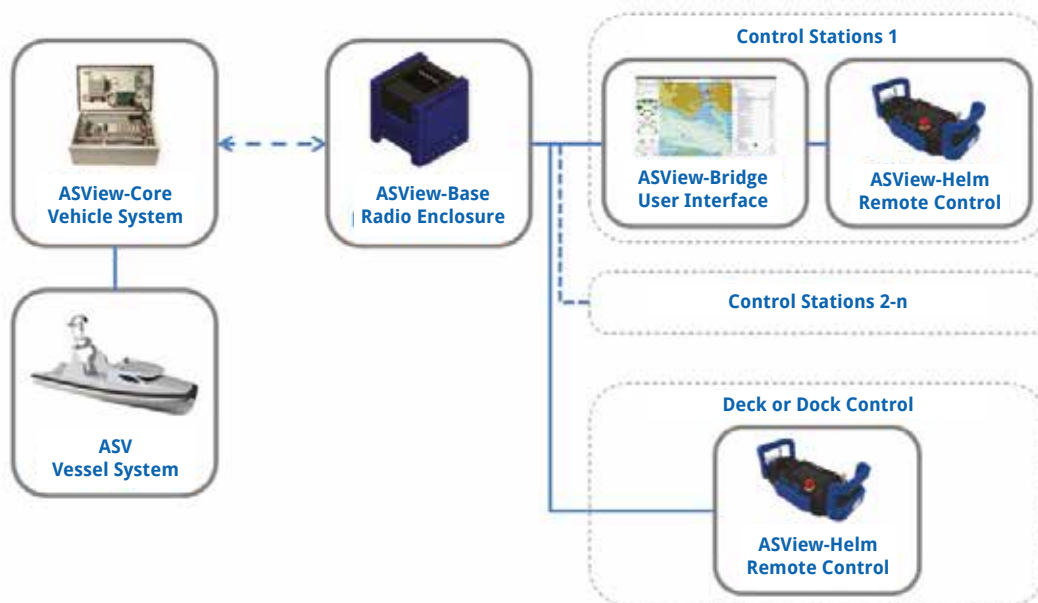 Control Stations 1
ASView-Core
Vehicle System
ASView-Base
Radio Enclosure
ASView-Bridge
User Interface
ASView-Helm
Remote Control
Control Stations 2-n
ASV
Vessel System
Deck or Dock Control
ASView-Helm
Remote Control